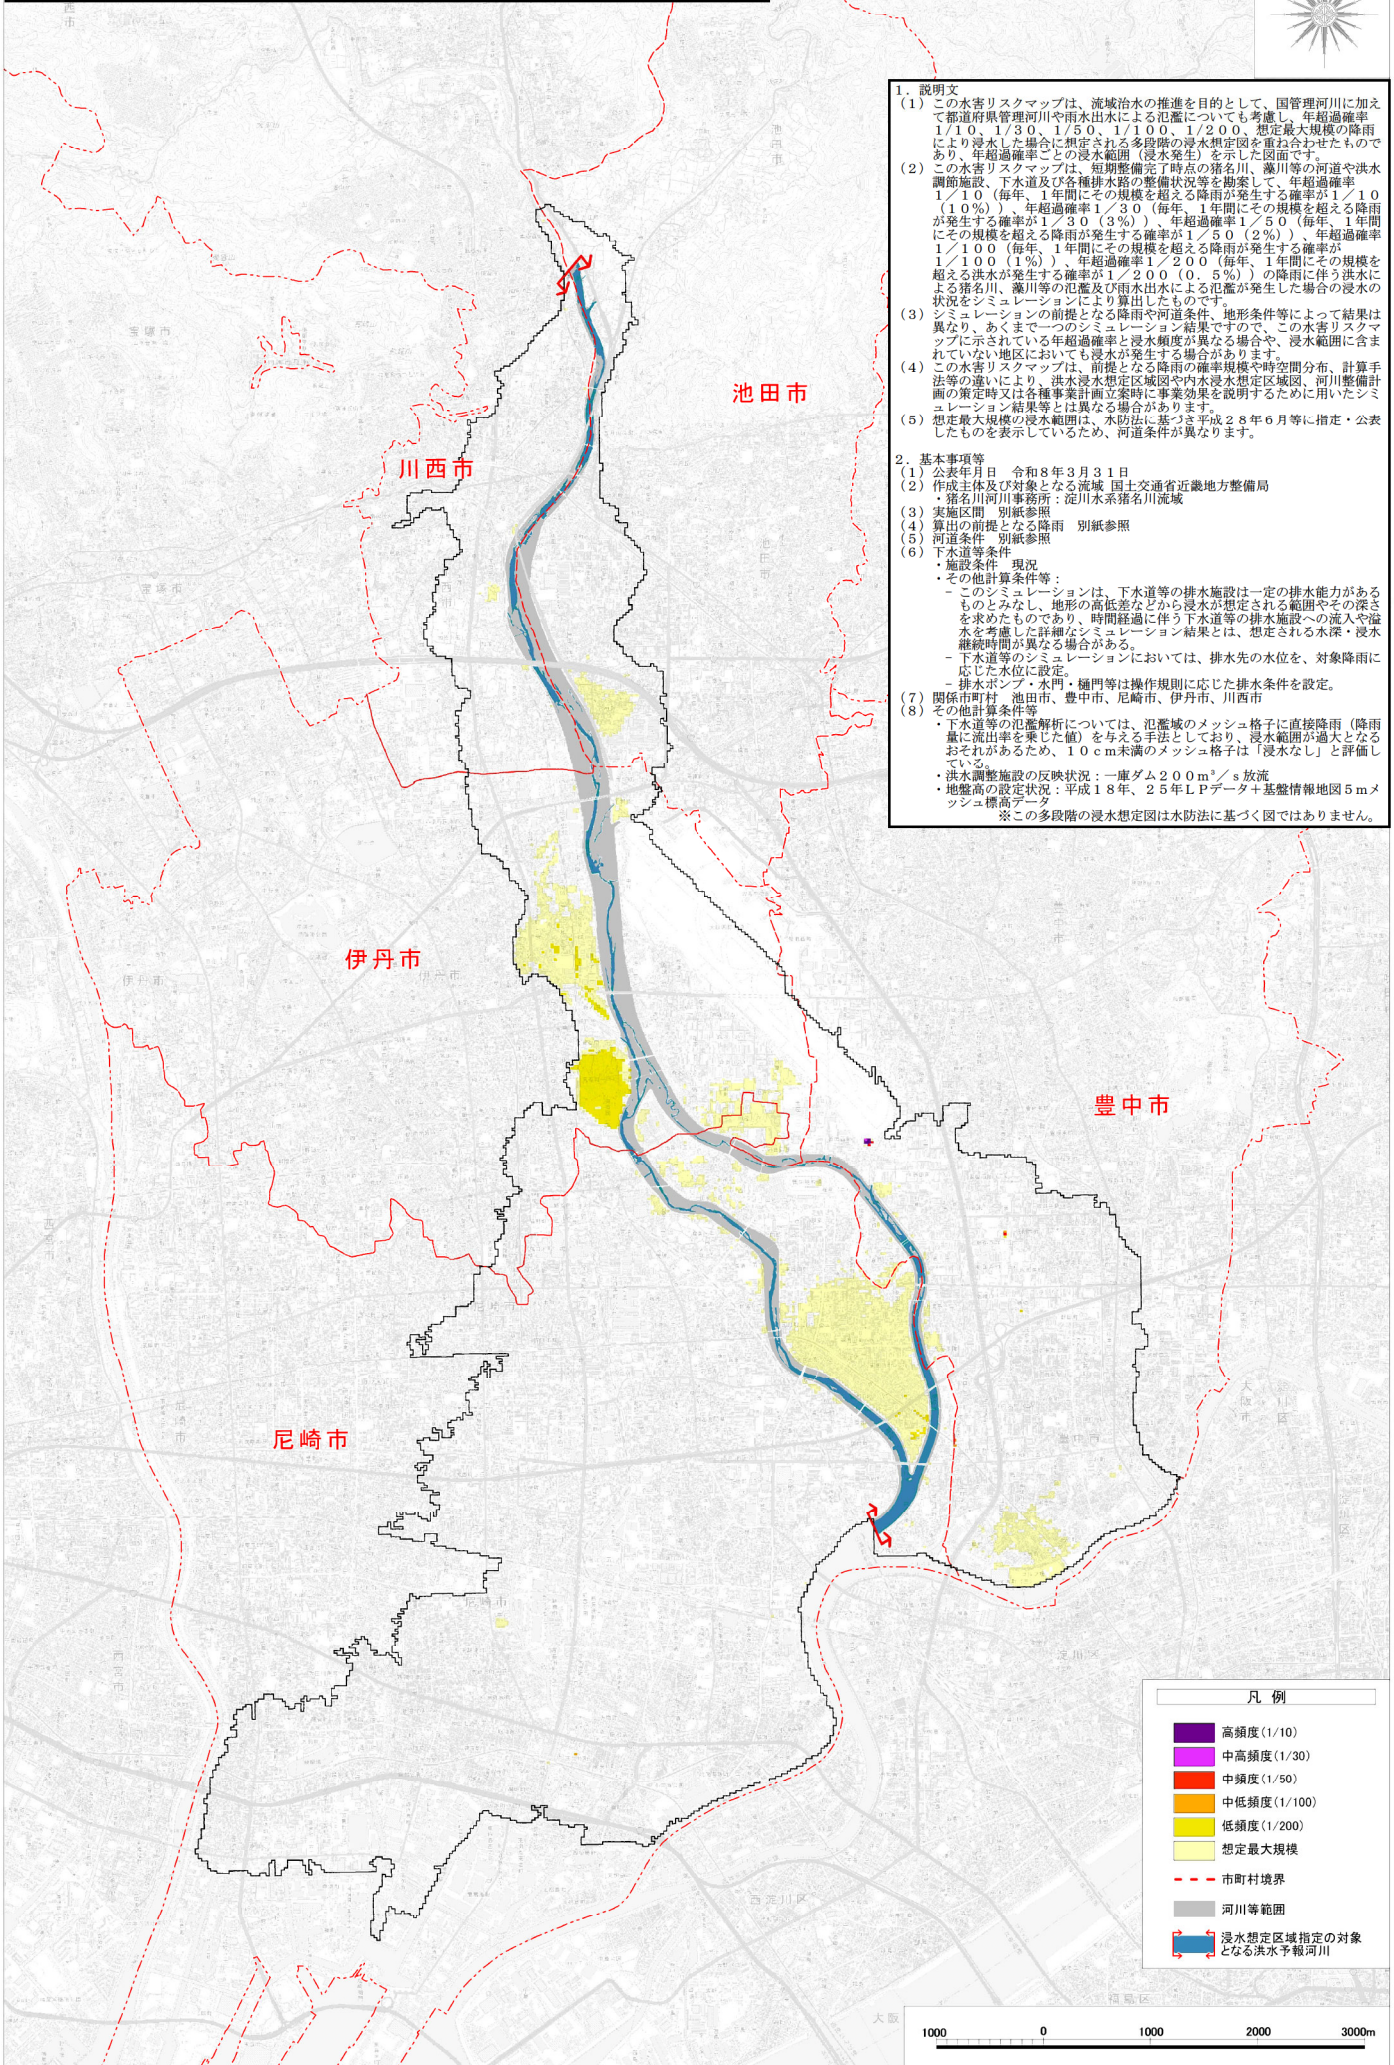 1．説明文
（1）この水害リスクマップは、流域治水の推進を目的として、国管理河川に加え
て都道府県管理河川や雨水出水による氾濫についても考慮し、年超過確率
1/10、1/30、1/50、1/100、1/200、想定最大規模の降雨
により浸水した場合に想定される多段階の浸水想定図を重ね合わせたもので
あり、年超過確率ごとの浸水範囲（浸水発生）を示した図面です。
（2）この水害リスクマップは、短期整備完了時点の猪名川、藻川等の河道や洪水
調節施設、下水道及び各種排水路の整備状況等を勘案して、年超過確率
1／10（毎年、1年間にその規模を超える降雨が発生する確率が1／10
（10%））、年超過確率1／30（毎年、1年間にその規模を超える降雨
が発生する確率が1／30（3%））、年超過確率1／50（毎年、1年間
にその規模を超える降雨が発生する確率が1／50（2%））、年超過確率
1／100（毎年、1年間にその規模を超える降雨が発生する確率が
1／100（1%））、年超過確率1／200（毎年、1年間にその規模を
超える洪水が発生する確率が1／200（0．5%））の降雨に伴う洪水に
よる猪名川、藻川等の氾濫及び雨水出水による氾濫が発生した場合の浸水の
状況をシミュレーションにより算出したものです。
（3）シミュレーションの前提となる降雨や河道条件、地形条件等によって結果は
異なり、あくまで一つのシミュレーション結果ですので、この水害リスクマ
ップに示されている年超過確率と浸水頻度が異なる場合や、浸水範囲に含ま
れていない地区においても浸水が発生する場合があります。
（4）この水害リスクマップは、前提となる降雨の確率規模や時空間分布、計算手
法等の違いにより、洪水浸水想定区域図や内水浸水想定区域図、河川整備計
画の策定時又は各種事業計画立案時に事業効果を説明するために用いたシミ
ュレーション結果等とは異なる場合があります。
（5）想定最大規模の浸水範囲は、水防法に基づき平成28年6月等に指定・公表
したものを表示しているため、河道条件が異なります。
2．基本事項等
（1）公表年月日　令和8年3月31日
（2）作成主体及び対象となる流域 国土交通省近畿地方整備局
・猪名川河川事務所：淀川水系猪名川流域
（3）実施区間　別紙参照
（4）算出の前提となる降雨　別紙参照
（5）河道条件　別紙参照
（6）下水道等条件
・施設条件　現況
・その他計算条件等：
－ このシミュレーションは、下水道等の排水施設は一定の排水能力がある
ものとみなし、地形の高低差などから浸水が想定される範囲やその深さ
を求めたものであり、時間経過に伴う下水道等の排水施設への流入や溢
水を考慮した詳細なシミュレーション結果とは、想定される水深・浸水
継続時間が異なる場合がある。
－ 下水道等のシミュレーションにおいては、排水先の水位を、対象降雨に
応じた水位に設定。
－ 排水ポンプ・水門・樋門等は操作規則に応じた排水条件を設定。
（7）関係市町村　池田市、豊中市、尼崎市、伊丹市、川西市
（8）その他計算条件等
・下水道等の氾濫解析については、氾濫域のメッシュ格子に直接降雨（降雨
量に流出率を乗じた値）を与える手法としており、浸水範囲が過大となる
おそれがあるため、10cm未満のメッシュ格子は「浸水なし」と評価し
ている。
・洪水調整施設の反映状況：一庫ダム200m³／s放流
・地盤高の設定状況：平成18年、25年LPデータ＋基盤情報地図5mメ
ッシュ標高データ
※この多段階の浸水想定図は水防法に基づく図ではありません。
池田市
川西市
伊丹市
豊中市
尼崎市
宝塚市
池田市
宝塚市
伊丹市
伊丹市
豊中市
尼崎市
尼崎市
西宮市
豊中市
尼崎市
西宮市
淀川区
西淀川区
福島区
大阪
凡 例
高頻度(1/10)
中高頻度(1/30)
中頻度(1/50)
中低頻度(1/100)
低頻度(1/200)
想定最大規模
市町村境界
河川等範囲
浸水想定区域指定の対象
となる洪水予報河川
1000 0 1000 2000 3000m